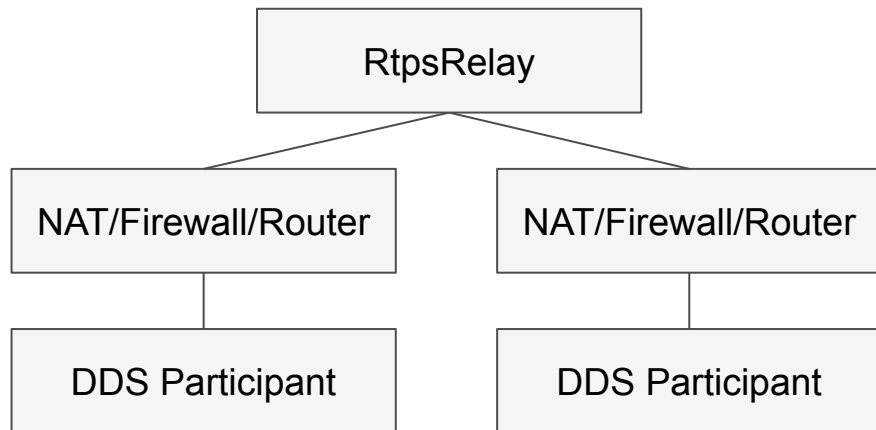 RtpsRelay
NAT/Firewall/Router
NAT/Firewall/Router
DDS Participant
DDS Participant